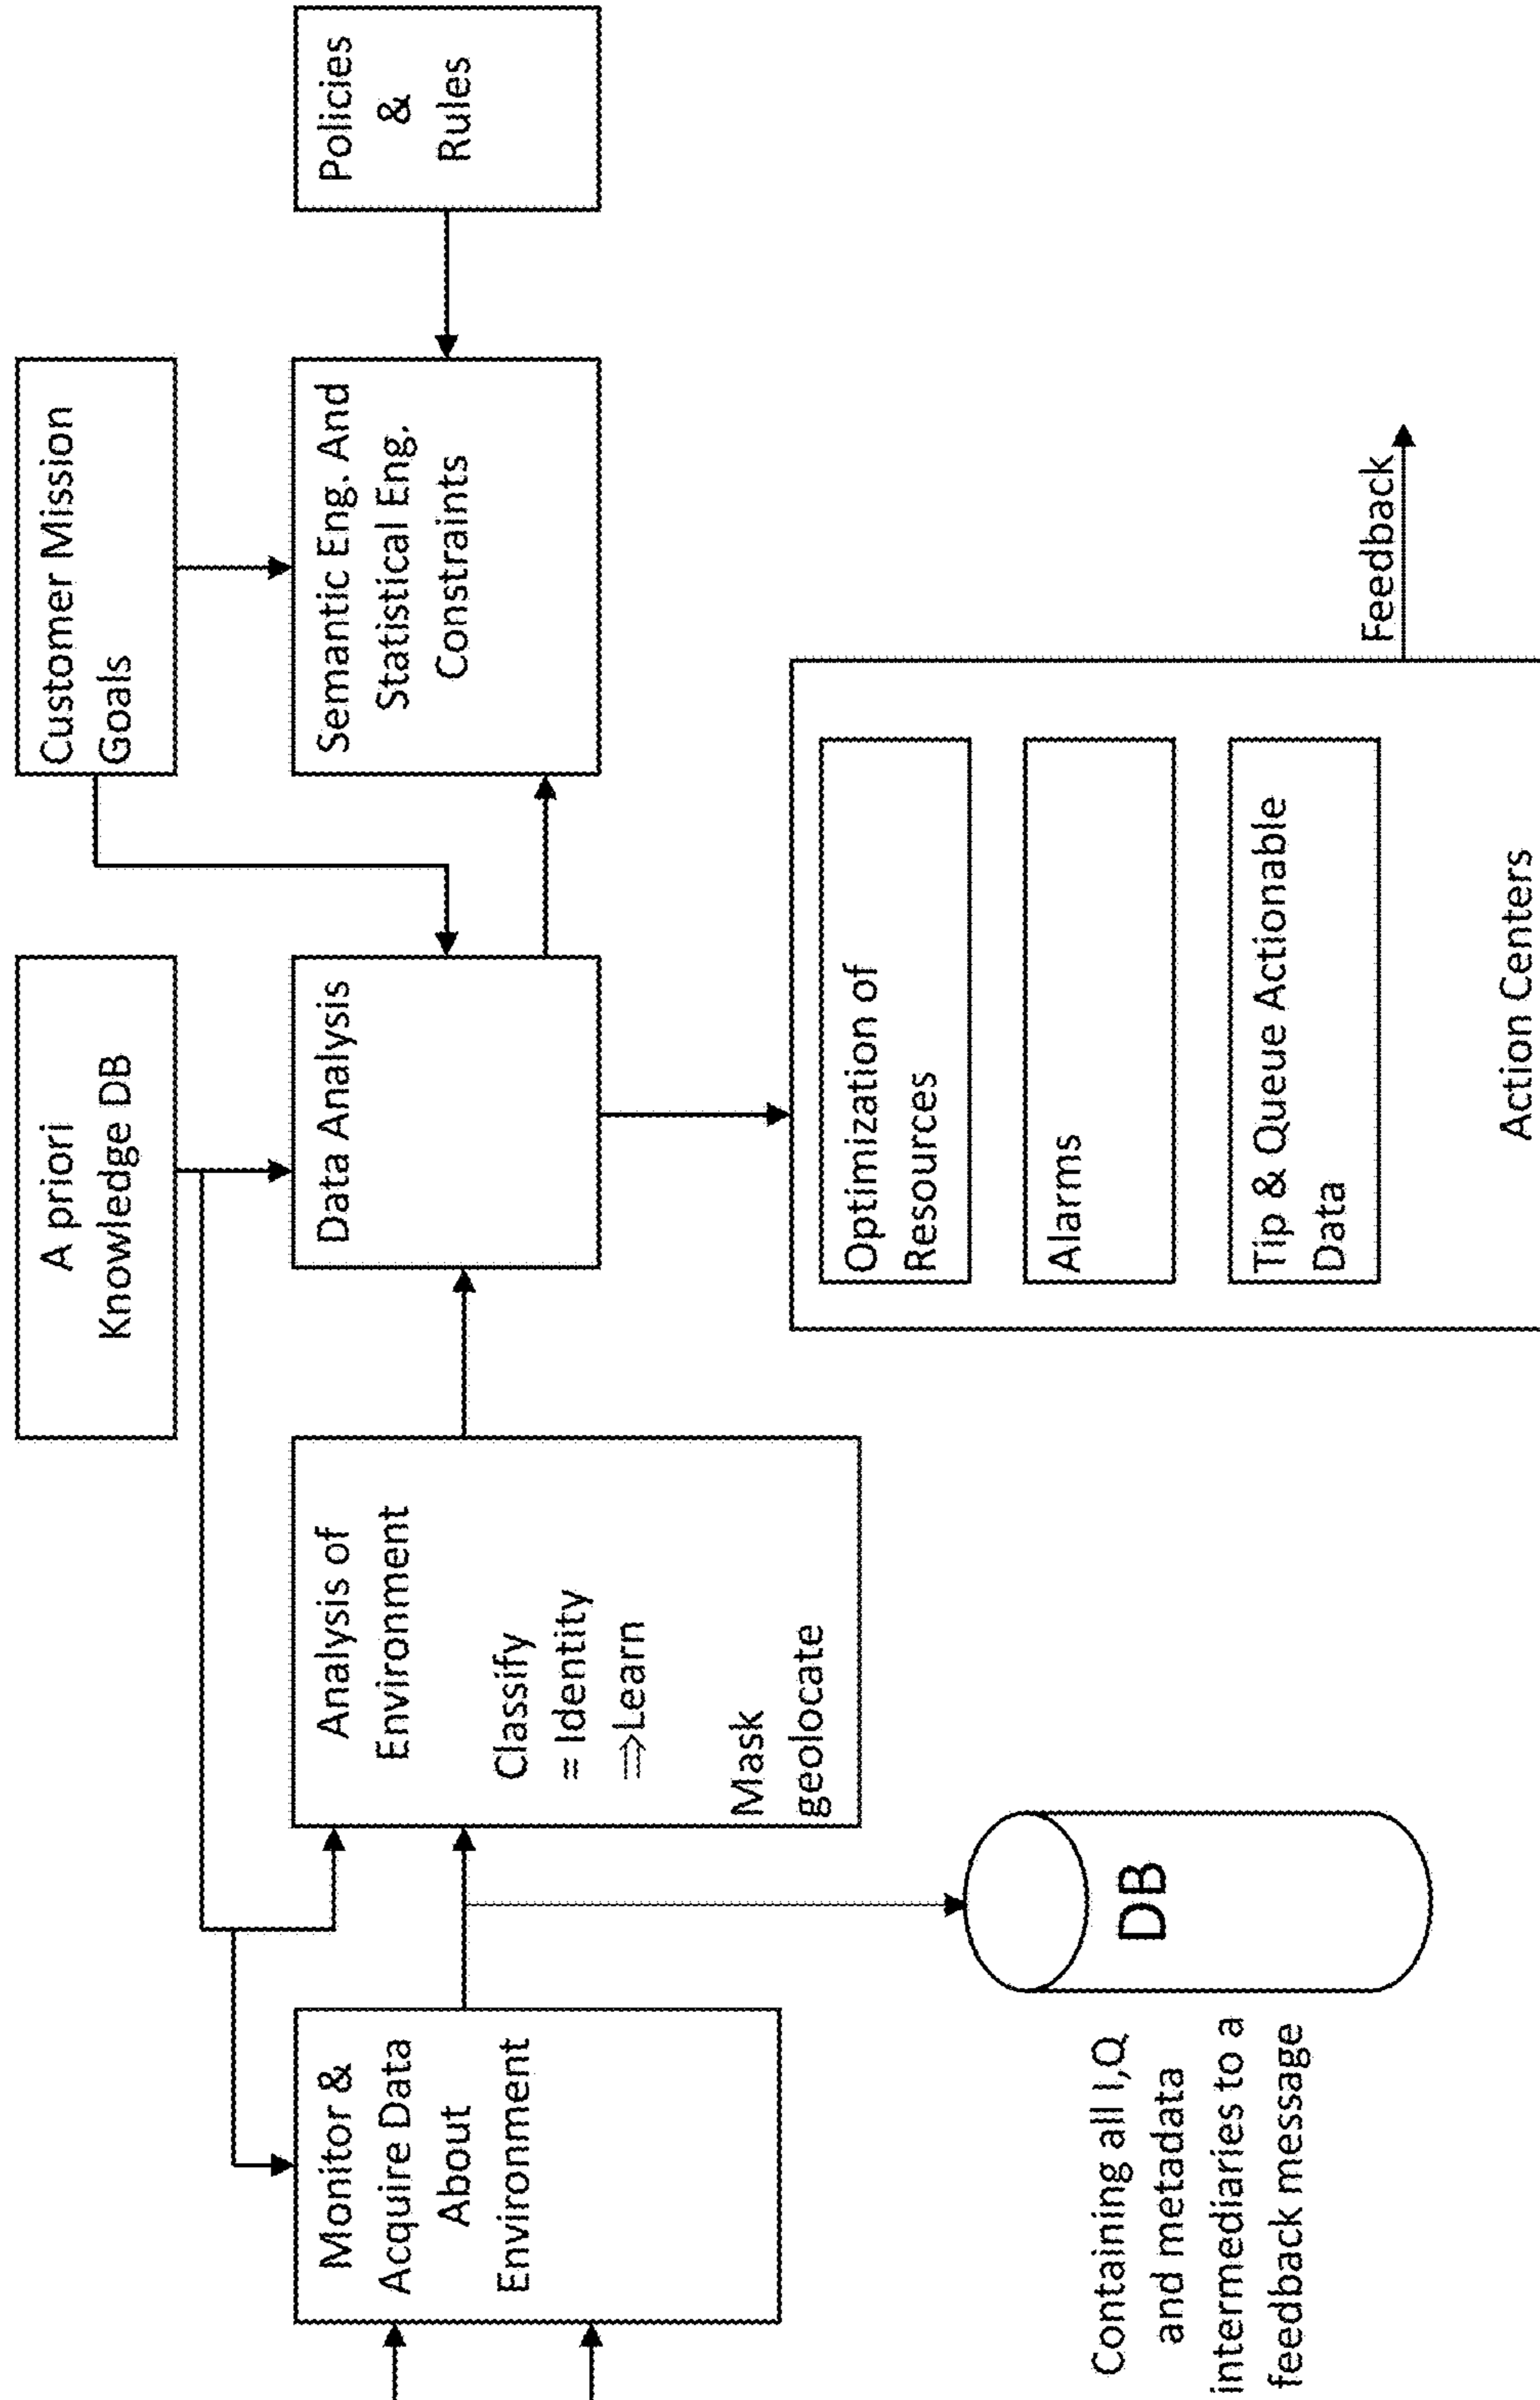 A priori
Knowledge DB
Customer Mission
Goals
Monitor &
Acquire Data
About
Environment
Analysis of
Environment
Classify
= Identity
⇒Learn
Mask
geolocate
Data Analysis
Semantic Eng. And
Statistical Eng.
Constraints
Policies
&
Rules
Containing all I,Q
and metadata
intermediaries to a
feedback message
DB
Optimization of
Resources
Alarms
Tip & Queue Actionable
Data
Action Centers
Feedback